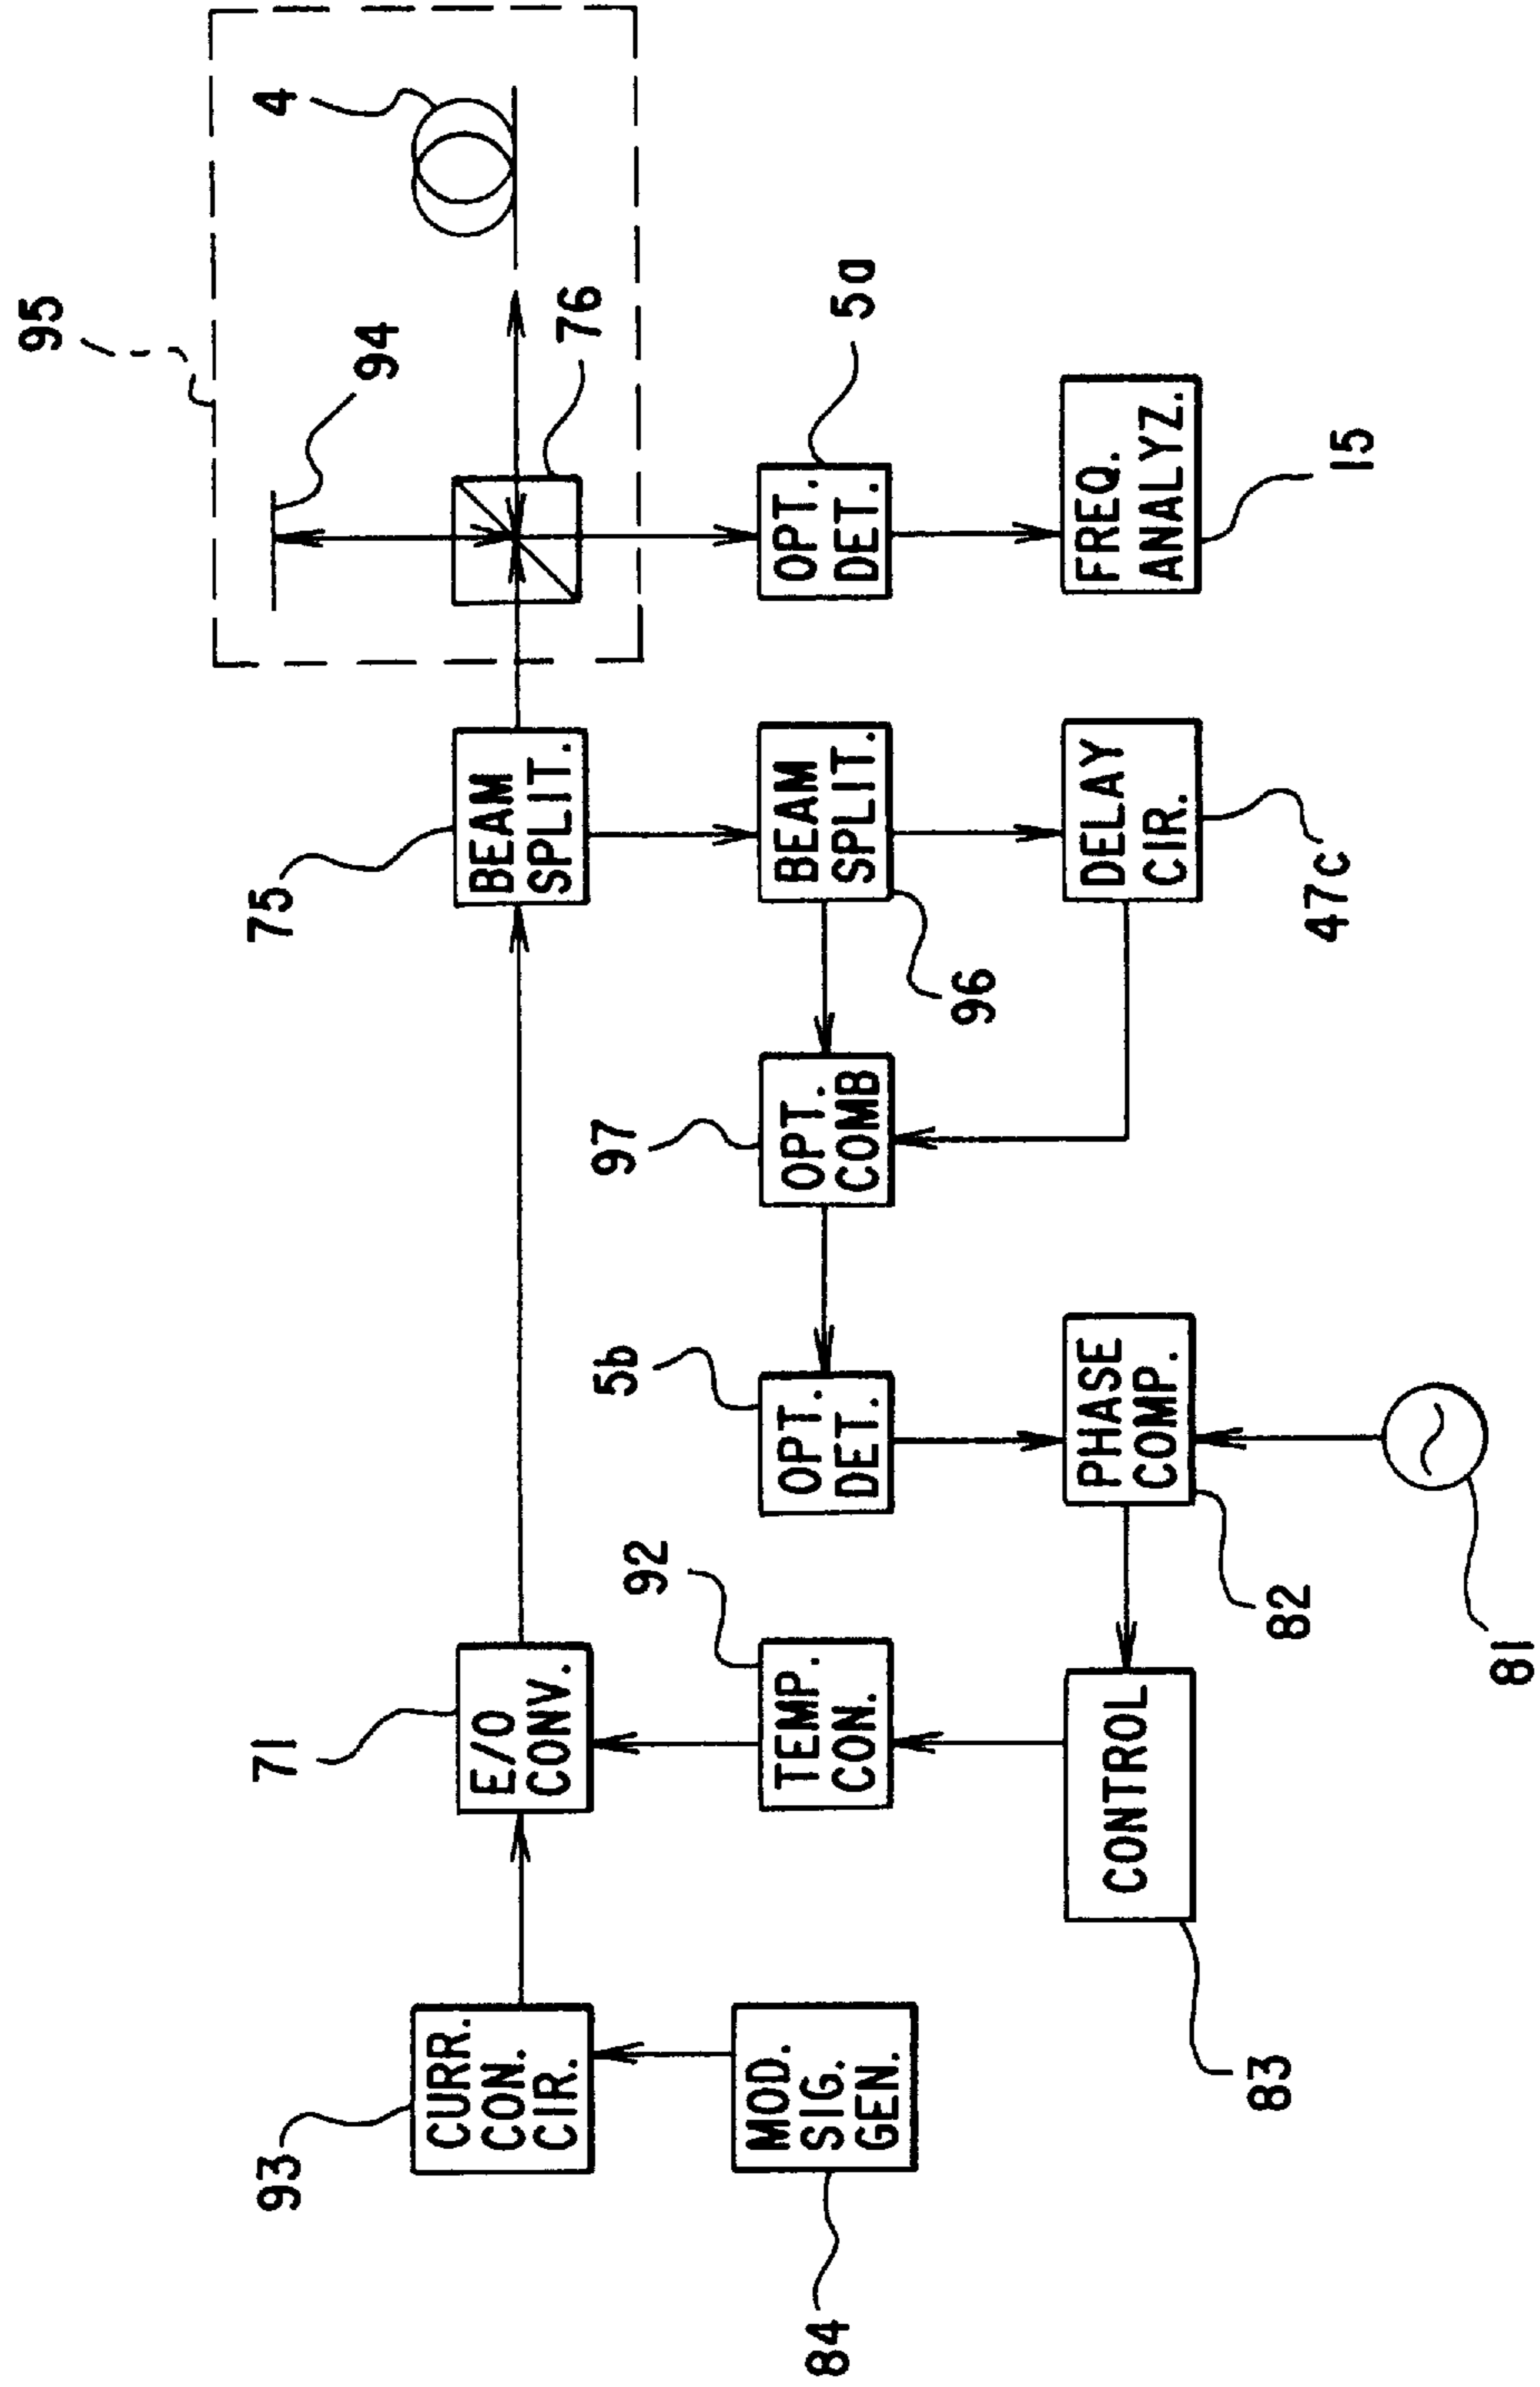 95
4
94
76
75
BEAM
SPLIT.
71
E/O
CONV.
93
CURR.
CON.
CIR.
MOD.
SIG.
GEN.
84
92
TEMP.
CON.
5b
OPT.
DET.
97
OPT.
COMB
96
BEAM
SPLIT.
5a
OPT.
DET.
CONTROL
83
PHASE
COMP.
82
81
DELAY
CIR.
47c
FREQ.
ANALYZ.
15